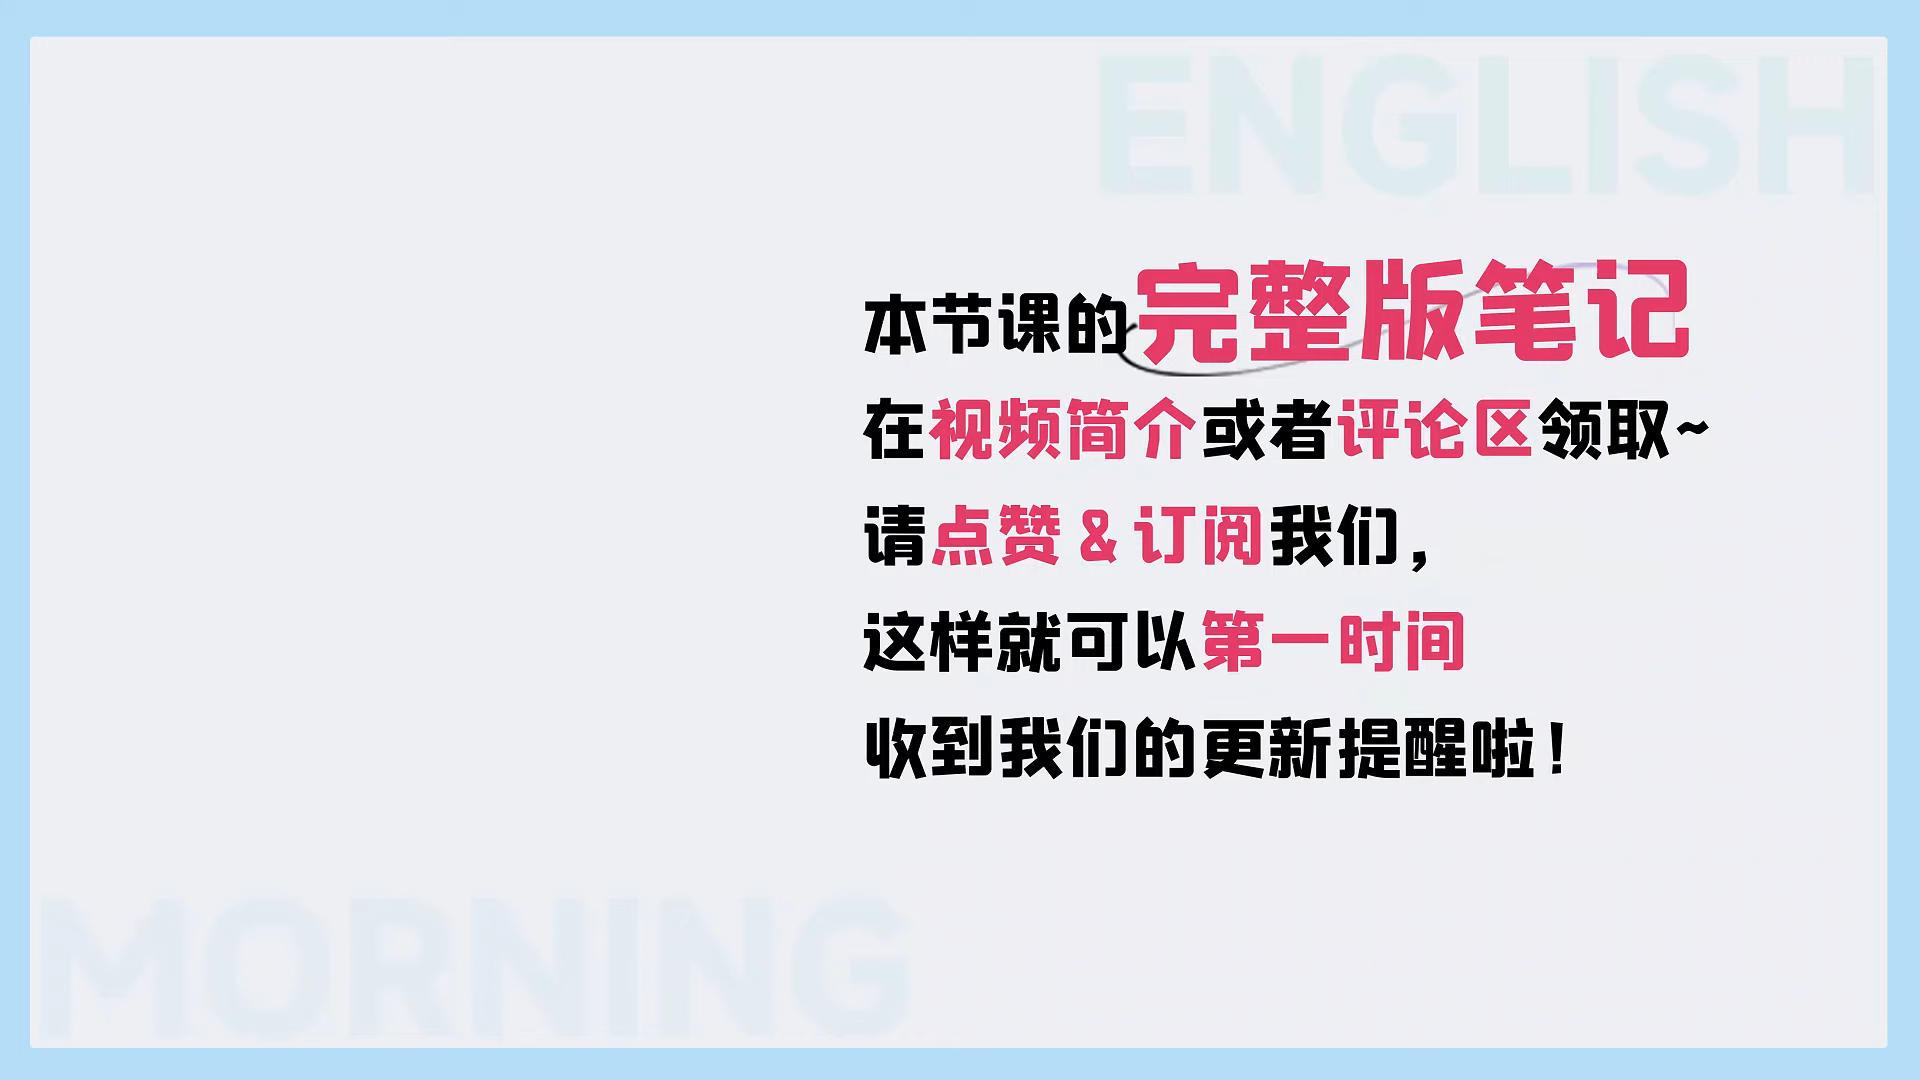 ENGLISH
本节课的完整版笔记
在视频简介或者评论区领取~
请点赞&订阅我们，
这样就可以第一时间
收到我们的更新提醒啦！
MORNING